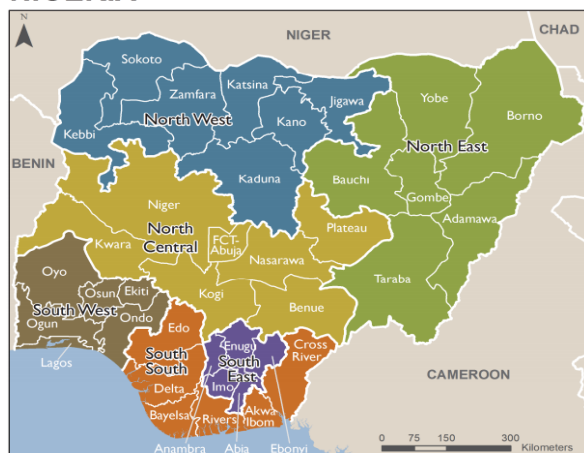 N
NIGER
CHAD
Sokoto
Katsina
Zamfara
Jigawa
Yobe
Borno
North West
Kano
Kebbi
North East
BENIN
Kaduna
Bauchi
Gombe
Niger
Adamawa
North
Central
Plateau
FCT-
Abuja
Kwara
Nasarawa
Oyo
Taraba
Kogi
Osun
Ekiti
Benue
South West
Ondo
Ogun
Edo
Enugu
Cross
River
Lagos
South
South
South
East
CAMEROON
Delta
Imo
Bayelsa
Rivers
Akwa
Ibom
Anambra
Abia
Ebonyi
0 75 150 300
Kilometers